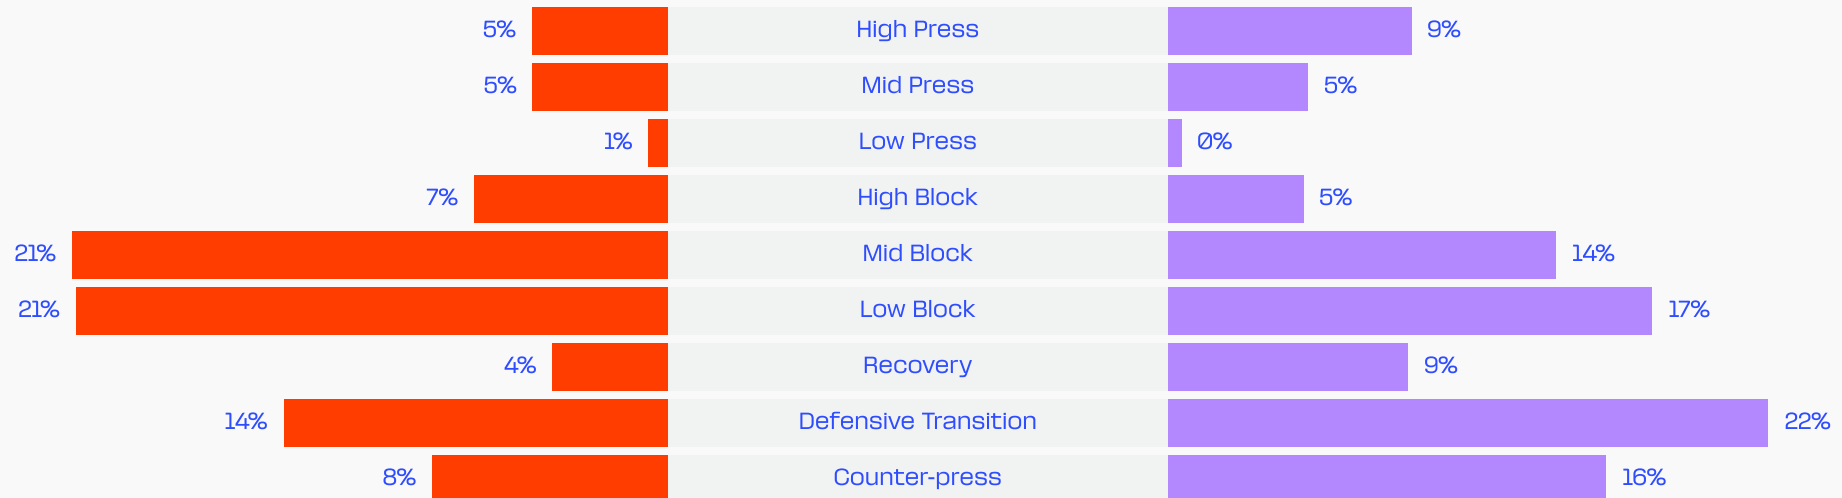 5% High Press 9%
5% Mid Press 5%
1% Low Press 0%
7% High Block 5%
21% Mid Block 14%
21% Low Block 17%
4% Recovery 9%
14% Defensive Transition 22%
8% Counter-press 16%